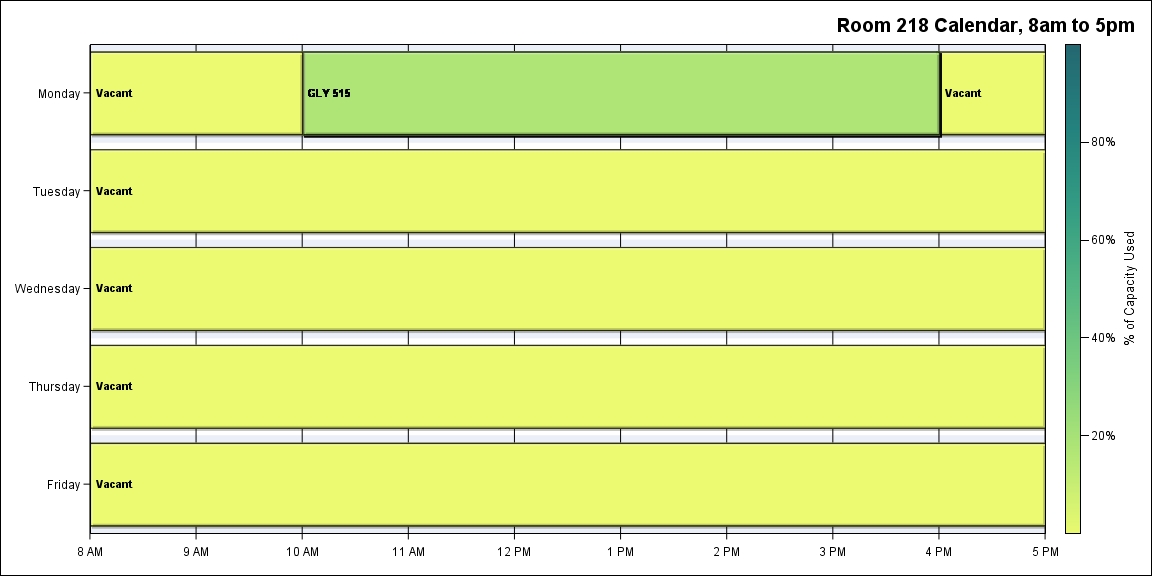 Room 218 Calendar, 8am to 5pm
Monday
Vacant
GLY 515
Vacant
Tuesday
Vacant
Wednesday
Vacant
Thursday
Vacant
Friday
Vacant
8 AM
9 AM
10 AM
11 AM
12 PM
1 PM
2 PM
3 PM
4 PM
5 PM
80%
60%
40%
20%
% of Capacity Used